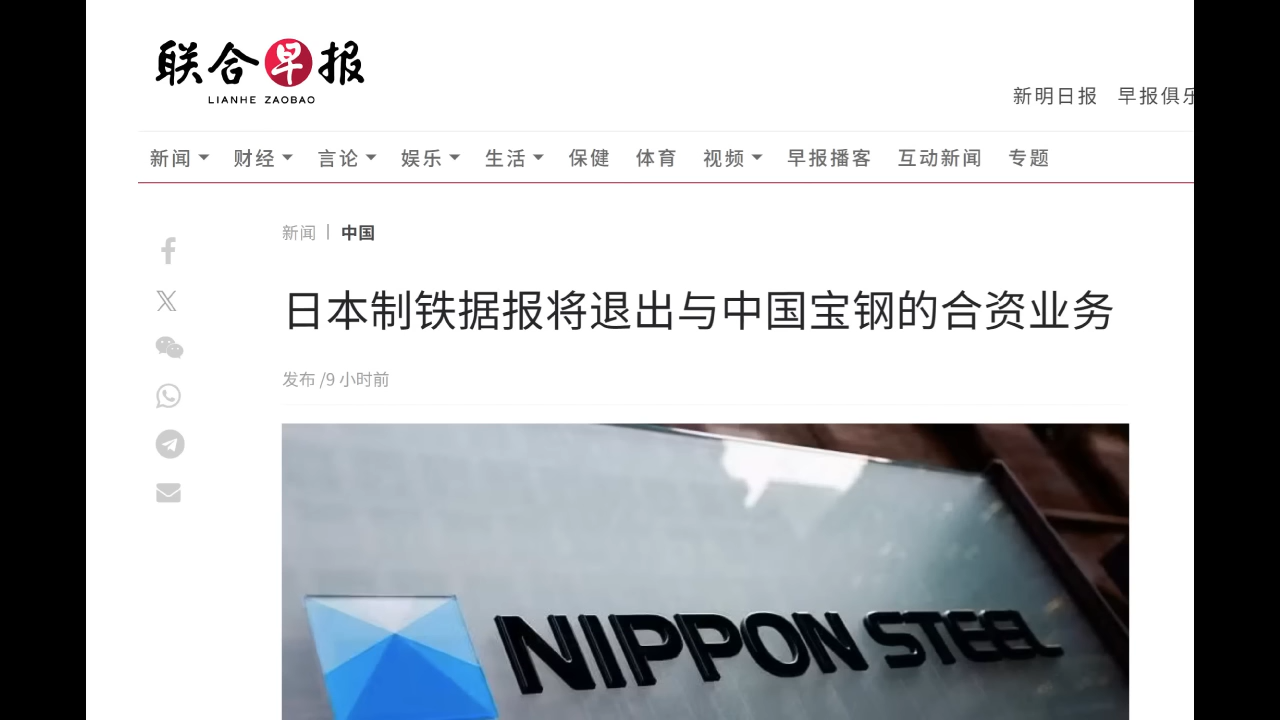 联合早报
LIANHE ZAOBAO
新明日报 早报俱乐
新闻 财经 言论 娱乐 生活 保健 体育 视频 早报播客 互动新闻 专题
新闻 | 中国
日本制铁据报将退出与中国宝钢的合资业务
发布 /9 小时前
NIPPON STEEL